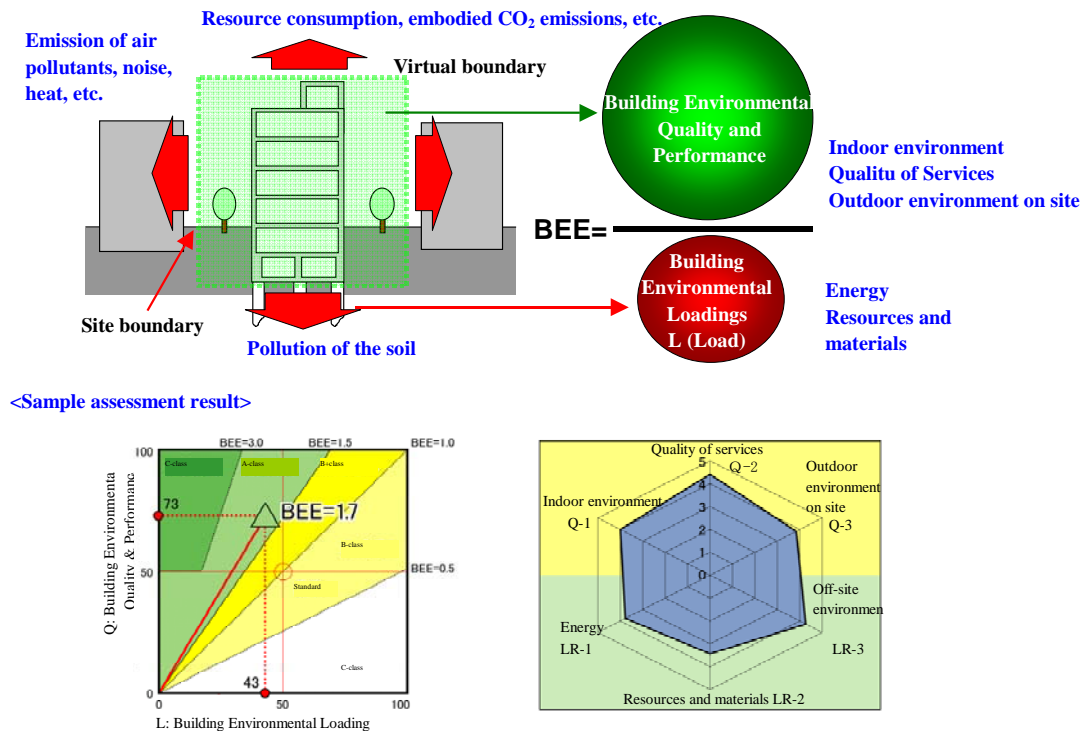 Resource consumption, embodied CO₂ emissions, etc.
Emission of air
pollutants, noise,
heat, etc.
Virtual boundary
Building Environmental
Quality and
Performance
Indoor environment
Qualitu of Services
Outdoor environment on site
BEE=
Building
Environmental
Loadings
L (Load)
Energy
Resources and
materials
Site boundary
Pollution of the soil
<Sample assessment result>
BEE=3.0
BEE=1.5
BEE=1.0
100
C-class
A-class
B+class
73
BEE=1.7
B-class
BEE=0.5
50
Standard
C-class
43
0
0
50
100
Q: Building Environmenta
Quality & Performanc
L: Building Environmental Loading
Quality of services
Q-2
Outdoor
environment
on site
Q-3
Indoor environment
Q-1
5
4
3
2
1
0
Off-site
environmen
LR-3
Energy
LR-1
Resources and materials LR-2